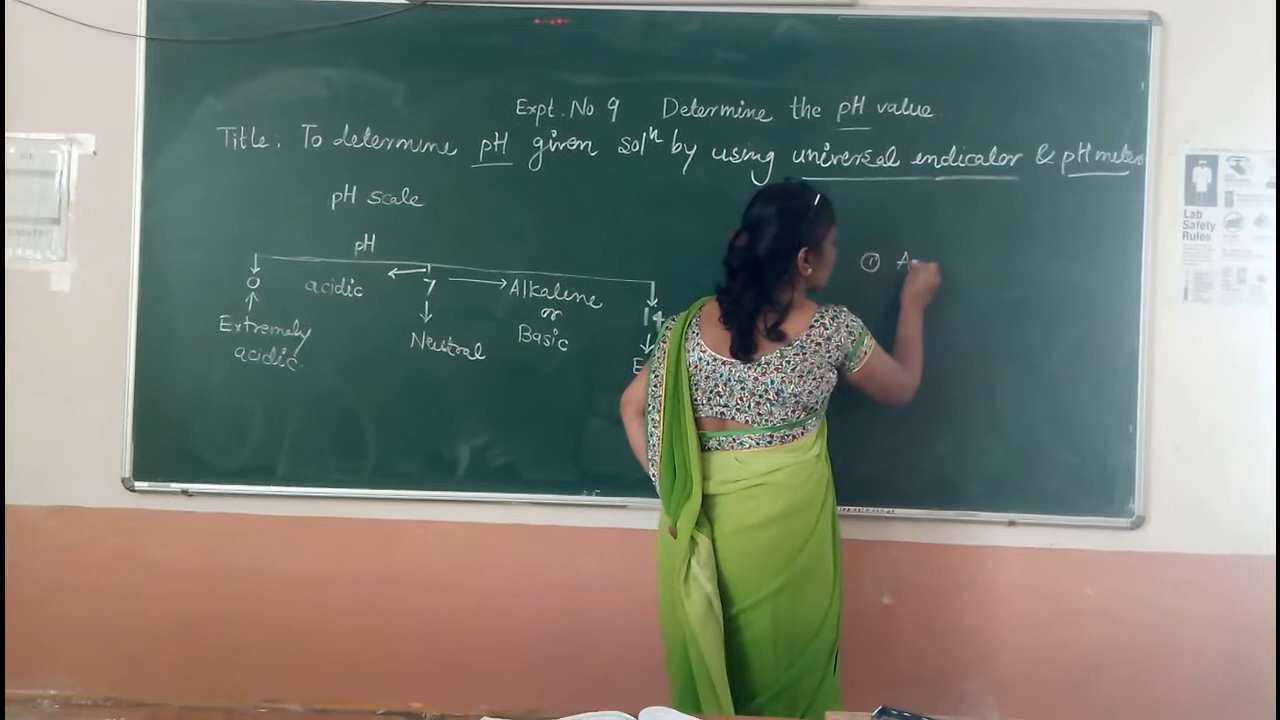 Expt. No 9 Determine the pH value.
Title: To determine pH given solⁿ by using universal indicator & pH meter
pH scale
pH
0 acidic 7 Alkaline 14
or
Extremely Neutral Basic E
acidic.
① A
Lab
Safety
Rules